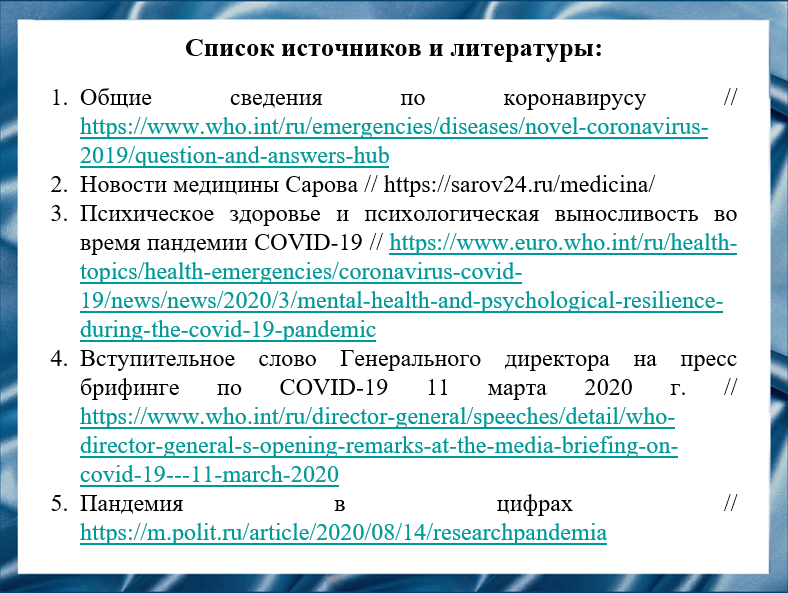 Список источников и литературы:
1. Общие сведения по коронавирусу //
https://www.who.int/ru/emergencies/diseases/novel-coronavirus-
2019/question-and-answers-hub
2. Новости медицины Сарова // https://sarov24.ru/medicina/
3. Психическое здоровье и психологическая выносливость во
время пандемии COVID-19 // https://www.euro.who.int/ru/health-
topics/health-emergencies/coronavirus-covid-
19/news/news/2020/3/mental-health-and-psychological-resilience-
during-the-covid-19-pandemic
4. Вступительное слово Генерального директора на пресс
брифинге по COVID-19 11 марта 2020 г. //
https://www.who.int/ru/director-general/speeches/detail/who-
director-general-s-opening-remarks-at-the-media-briefing-on-
covid-19---11-march-2020
5. Пандемия в цифрах //
https://m.polit.ru/article/2020/08/14/researchpandemia